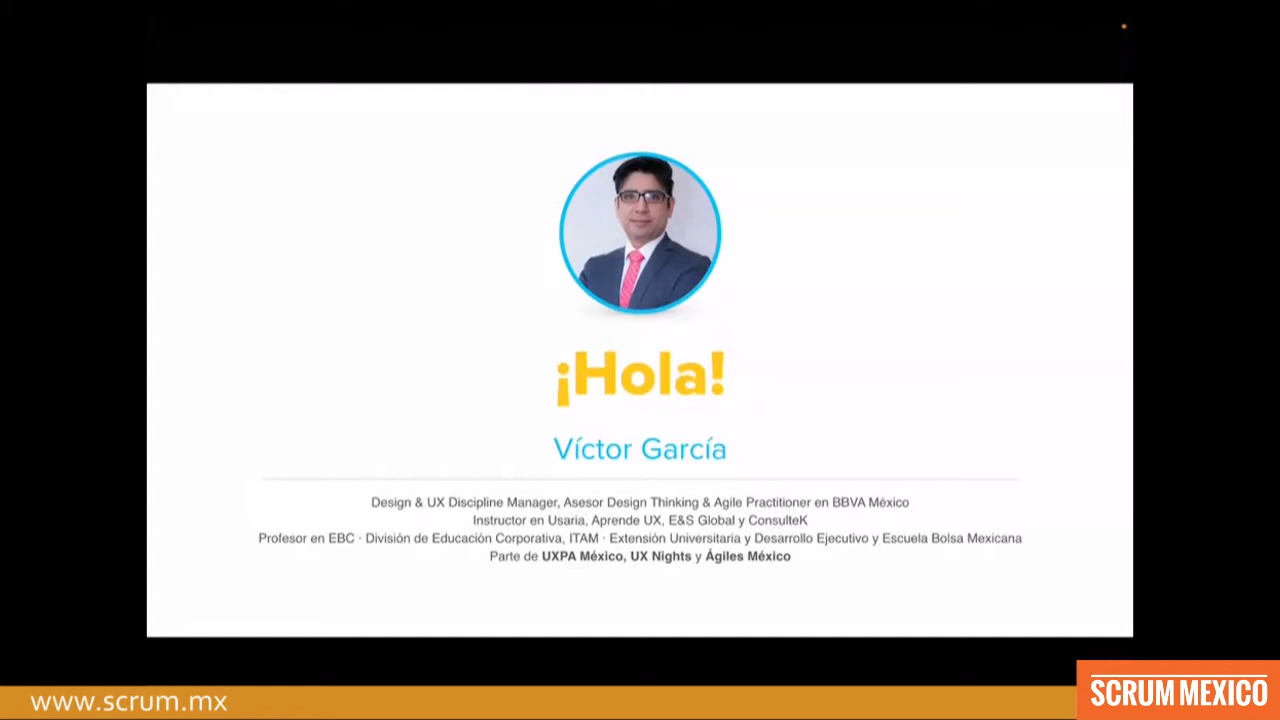 ¡Hola!
Víctor García
Design & UX Discipline Manager, Asesor Design Thinking & Agile Practitioner en BBVA México
Instructor en Usaria, Aprende UX, E&S Global y ConsulteK
Profesor en EBC · División de Educación Corporativa, ITAM · Extensión Universitaria y Desarrollo Ejecutivo y Escuela Bolsa Mexicana
Parte de UXPA México, UX Nights y Ágiles México
www.scrum.mx
SCRUM MEXICO